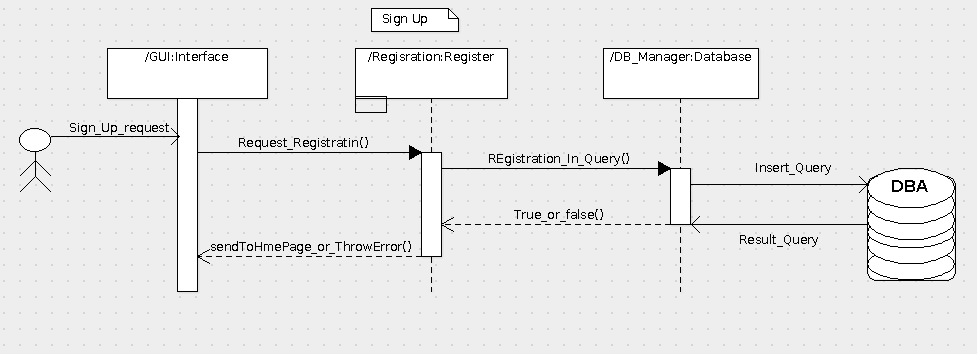 Sign Up
/GUI:Interface
/Regisration:Register
/DB_Manager:Database
Sign_Up_request
Request_Registratin()
REgistration_In_Query()
Insert_Query
DBA
True_or_false()
Result_Query
sendToHmePage_or_ThrowError()